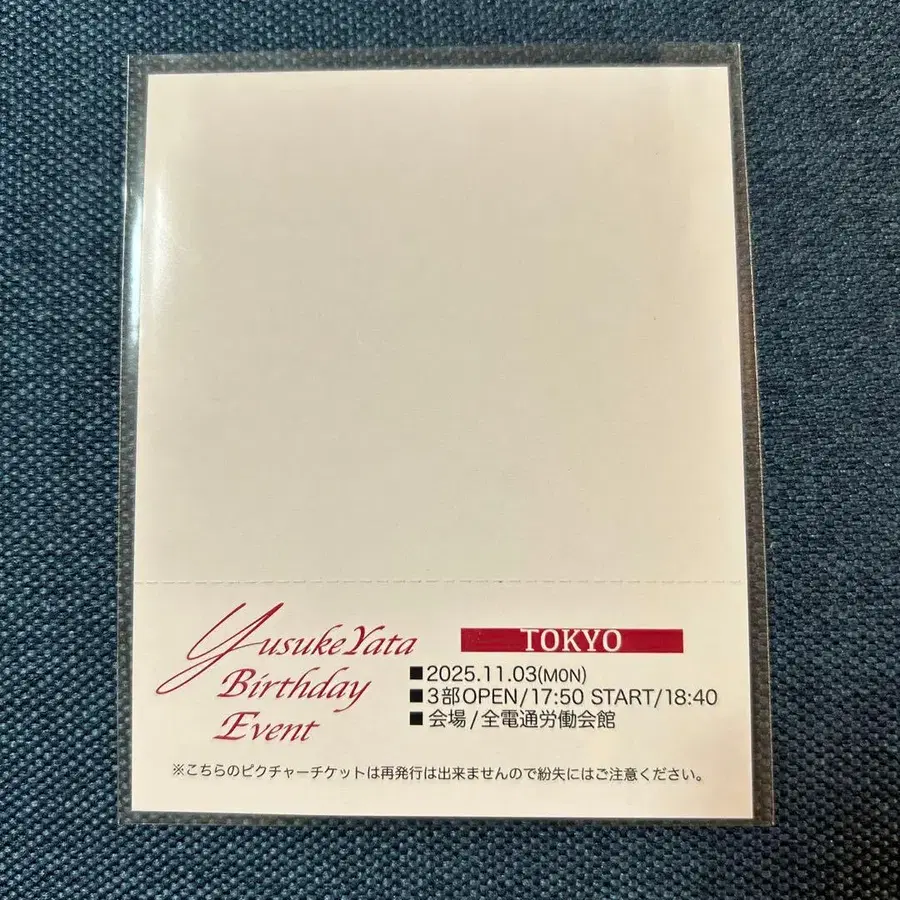 Yusuke Yata
Birthday
Event
TOKYO
■2025.11.03(MON)
■3部OPEN/17:50 START/18:40
■会場/全電通労働会館
※こちらのピクチャーチケットは再発行は出来ませんので紛失にはご注意ください。